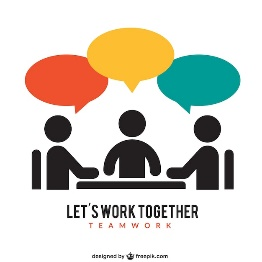 LET'S WORK TOGETHER
TEAMWORK
designed by freepik.com